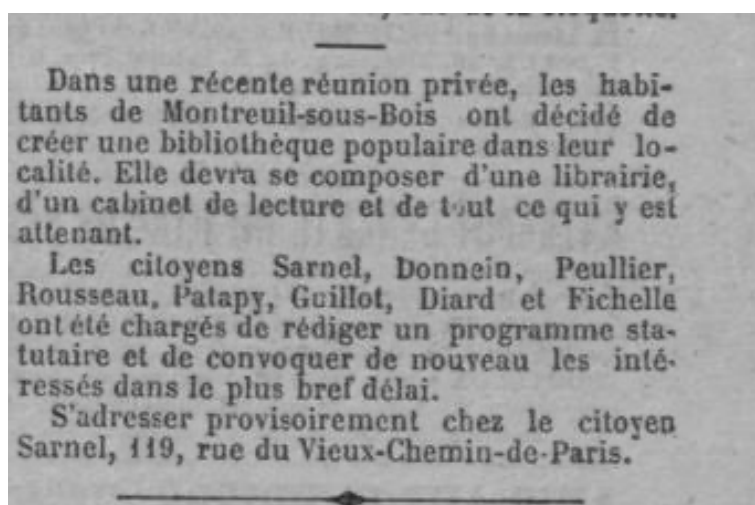 Dans une récente réunion privée, les habi-
tants de Montreuil-sous-Bois ont décidé de
créer une bibliothèque populaire dans leur lo-
calité. Elle devra se composer d'une librairie,
d'un cabinet de lecture et de tout ce qui y est
attenant.
Les citoyens Sarnel, Donnein, Peullier,
Rousseau, Patapy, Guillot, Diard et Fichelle
ont été chargés de rédiger un programme sta-
tutaire et de convoquer de nouveau les inté-
ressés dans le plus bref délai.
S'adresser provisoirement chez le citoyen
Sarnel, 119, rue du Vieux-Chemin-de-Paris.